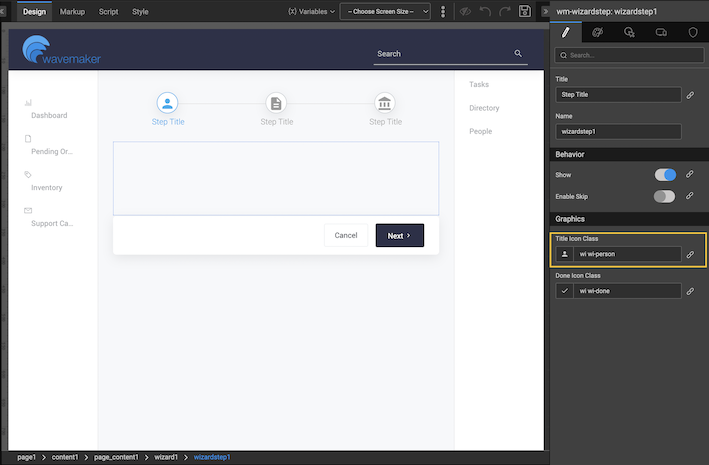 Design Markup Script Style (X) Variables -- Choose Screen Size --
wm-wizardstep: wizardstep1
wavemaker
Search
Dashboard
Pending Or...
Inventory
Support Ca...
Step Title Step Title Step Title
Cancel Next
Tasks
Directory
People
Search...
Title
Step Title
Name
wizardstep1
Behavior
Show
Enable Skip
Graphics
Title Icon Class
wi wi-person
Done Icon Class
wi wi-done
page1 > content1 > page_content1 > wizard1 > wizardstep1